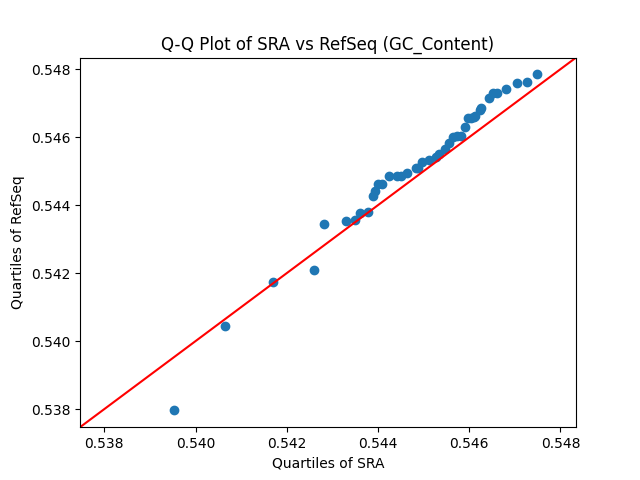 Q-Q Plot of SRA vs RefSeq (GC_Content)
Quartiles of RefSeq
0.548
0.546
0.544
0.542
0.540
0.538
0.538 0.540 0.542 0.544 0.546 0.548
Quartiles of SRA